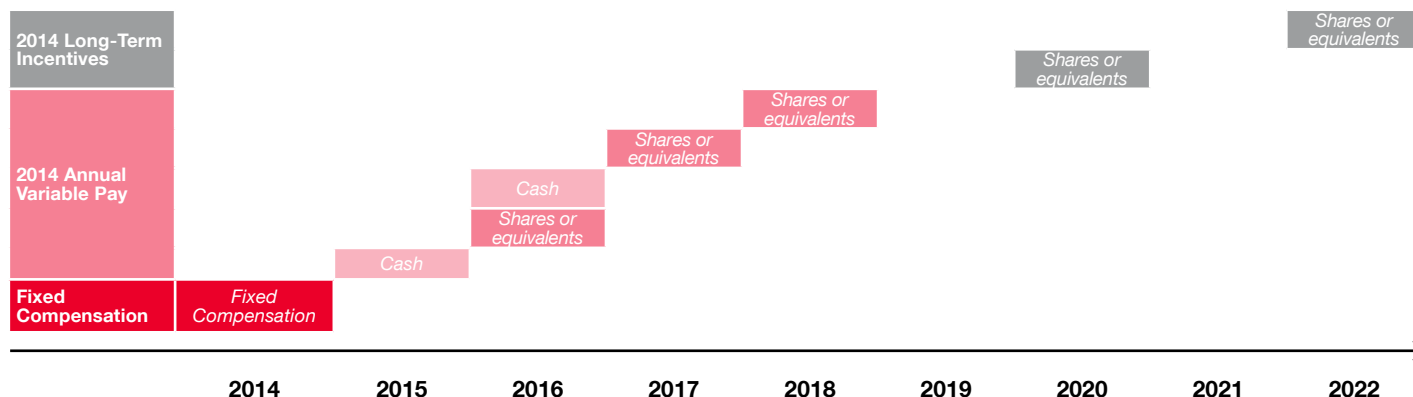 2014 Long-Term
Incentives
Shares or
equivalents
Shares or
equivalents
2014 Annual
Variable Pay
Shares or
equivalents
Shares or
equivalents
Cash
Shares or
equivalents
Cash
Fixed
Compensation
Fixed
Compensation
2014 2015 2016 2017 2018 2019 2020 2021 2022